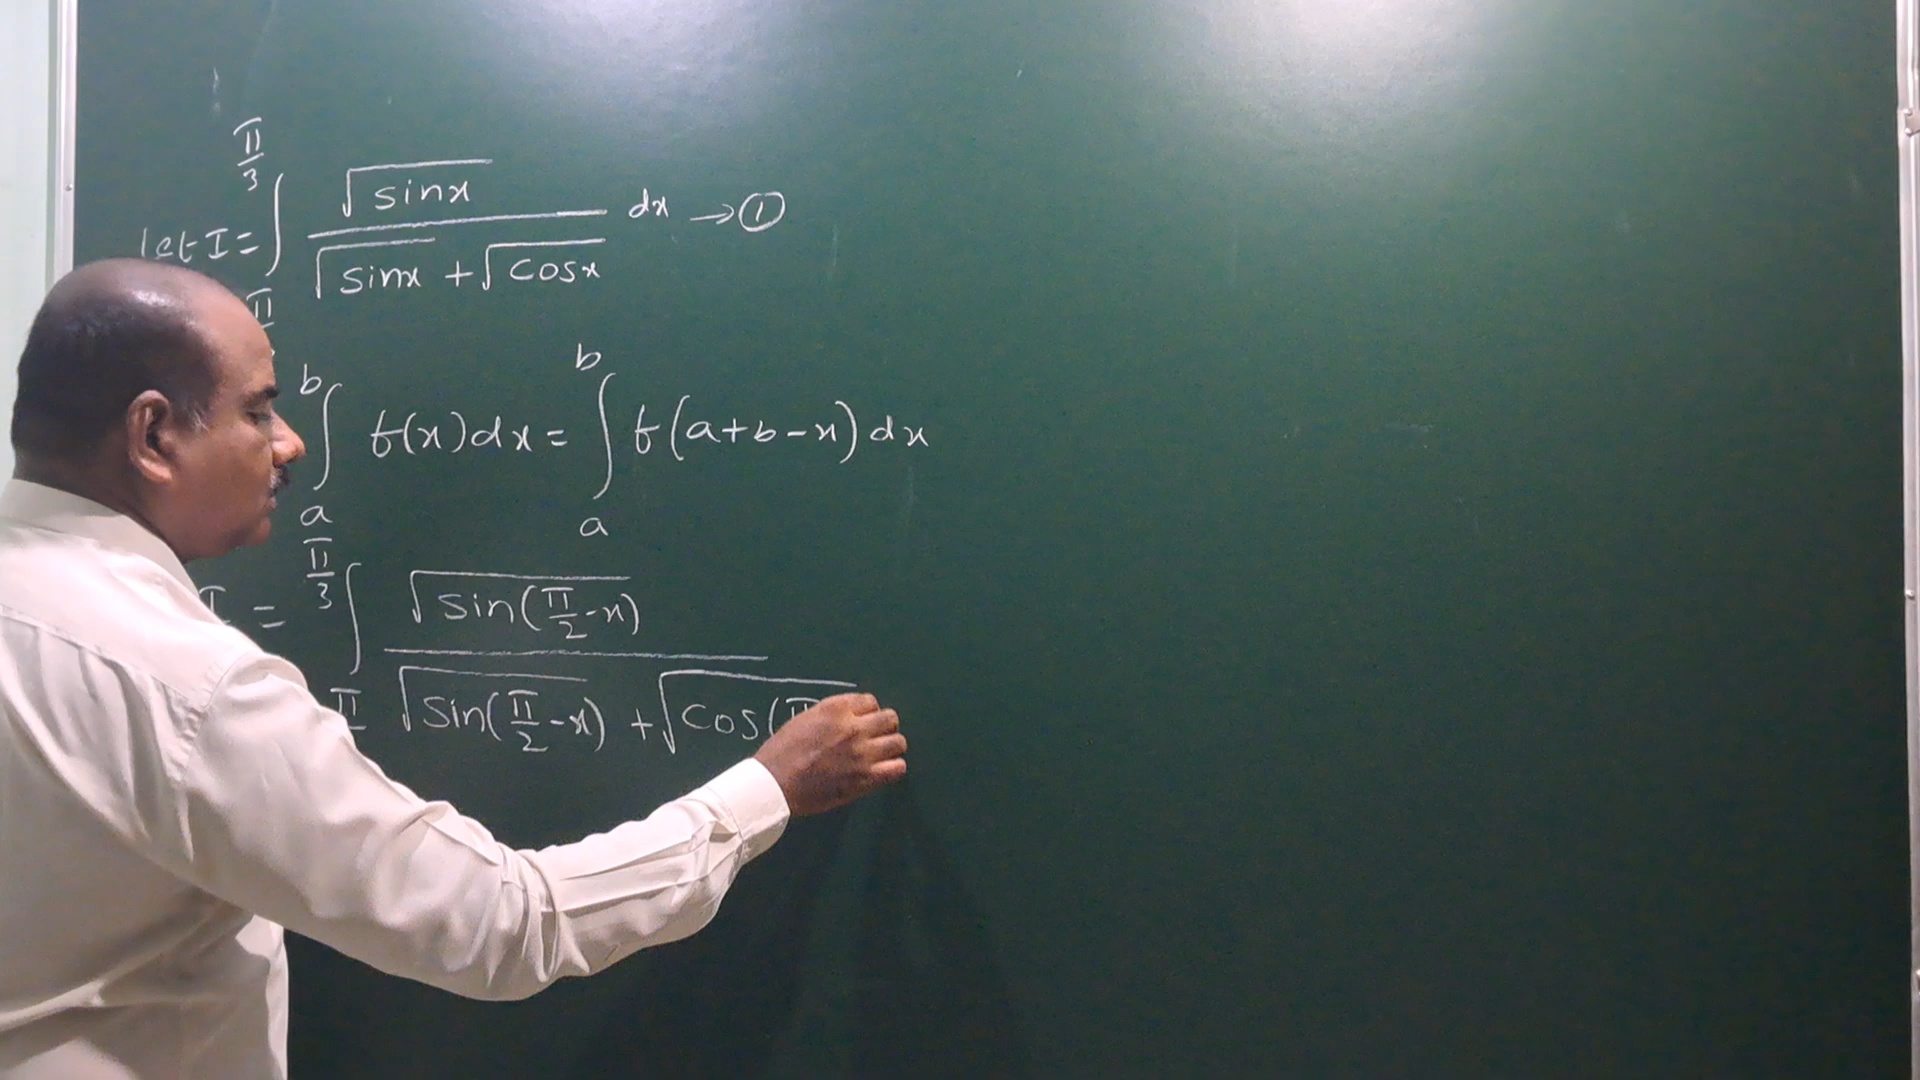 π/3
let I = ∫ √sinx / (√sinx + √cosx) dx → ①
π
b b
∫ f(x)dx = ∫ f(a+b-x)dx
a a
π/3
I = ∫ √sin(π/2-x)
π √sin(π/2-x) + √cos(π